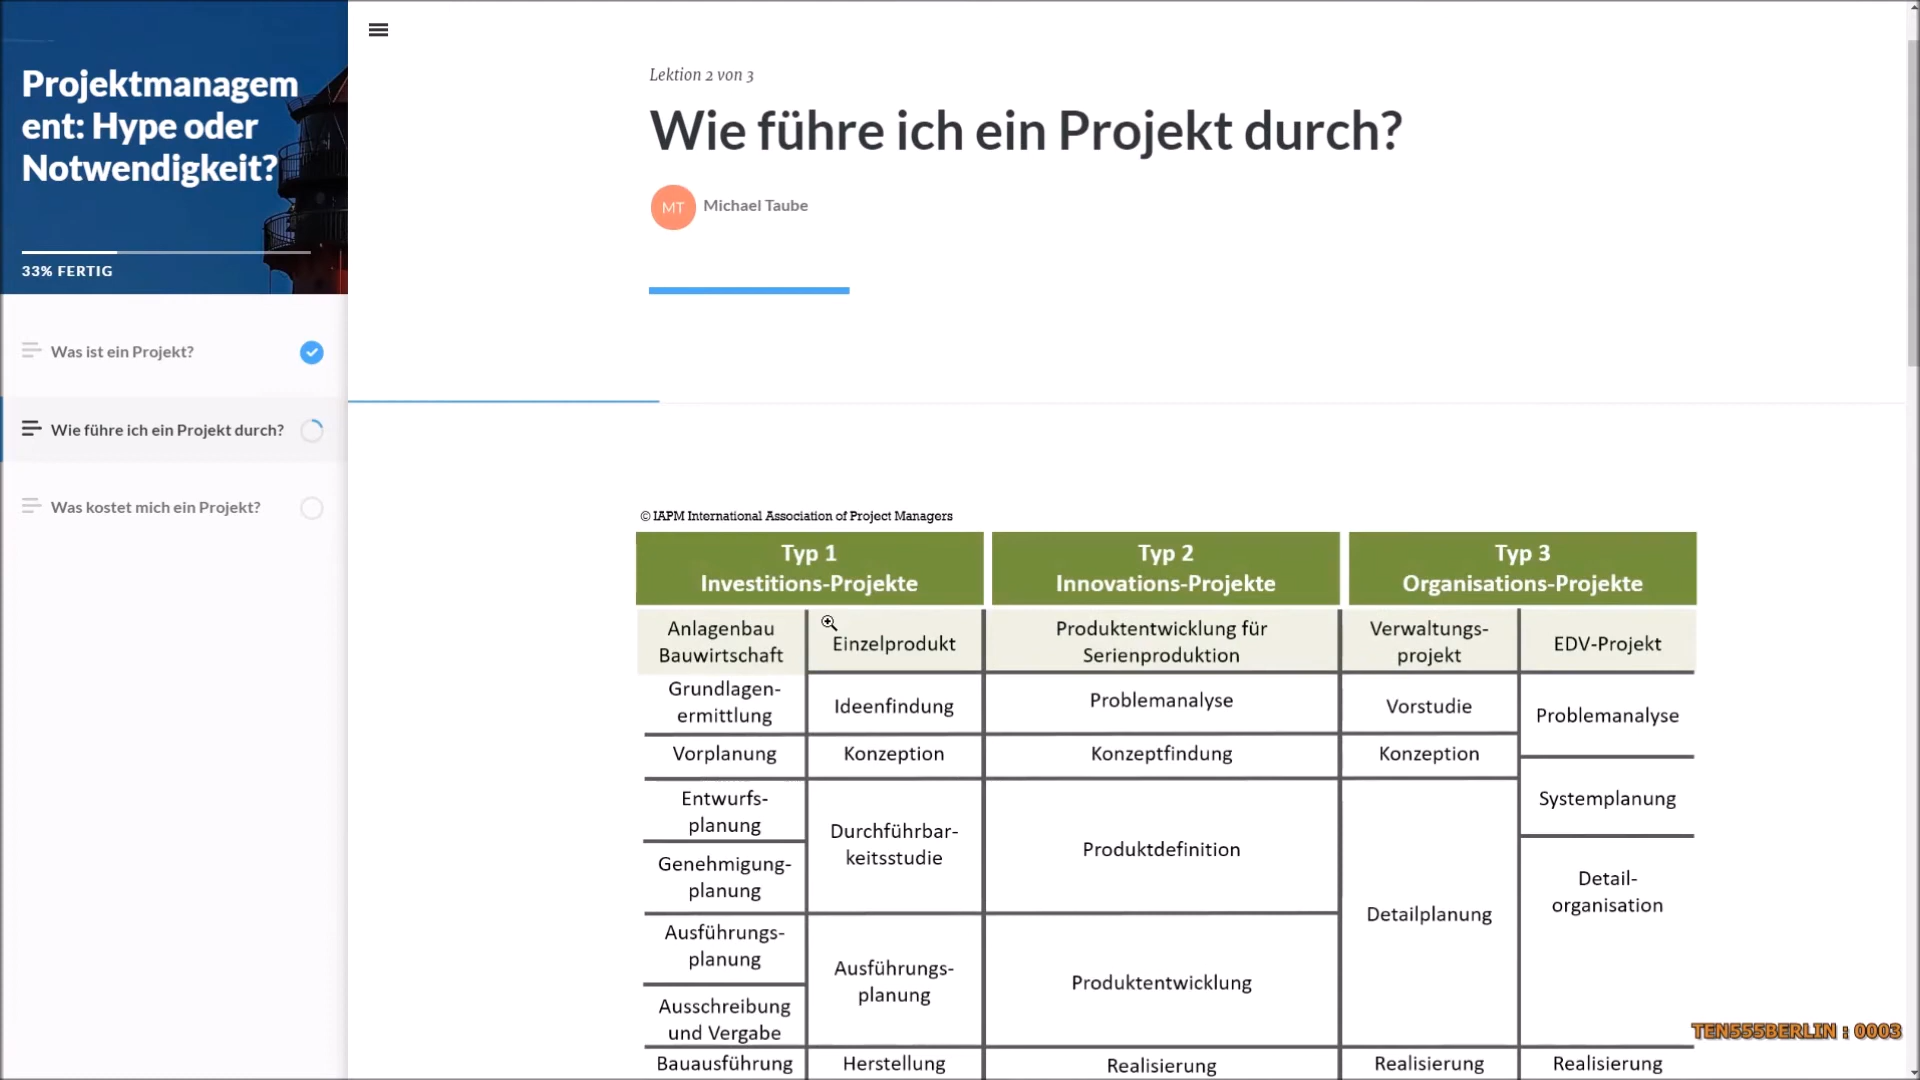 Projektmanagem
ent: Hype oder
Notwendigkeit?
33% FERTIG
Was ist ein Projekt?
Wie führe ich ein Projekt durch?
Was kostet mich ein Projekt?
Lektion 2 von 3
Wie führe ich ein Projekt durch?
MT
Michael Taube
© IAPM International Association of Project Managers
Typ 1
Investitions-Projekte
Typ 2
Innovations-Projekte
Typ 3
Organisations-Projekte
Anlagenbau
Bauwirtschaft
Einzelprodukt
Produktentwicklung für
Serienproduktion
Verwaltungs-
projekt
EDV-Projekt
Grundlagen-
ermittlung
Ideenfindung
Problemanalyse
Vorstudie
Problemanalyse
Vorplanung
Konzeption
Konzeptfindung
Konzeption
Systemplanung
Entwurfs-
planung
Durchführbar-
keitsstudie
Produktdefinition
Genehmigung-
planung
Detailplanung
Detail-
organisation
Ausführungs-
planung
Ausführungs-
planung
Produktentwicklung
Ausschreibung
und Vergabe
Bauausführung
Herstellung
Realisierung
Realisierung
Realisierung
TEN555BERLIN : 0003